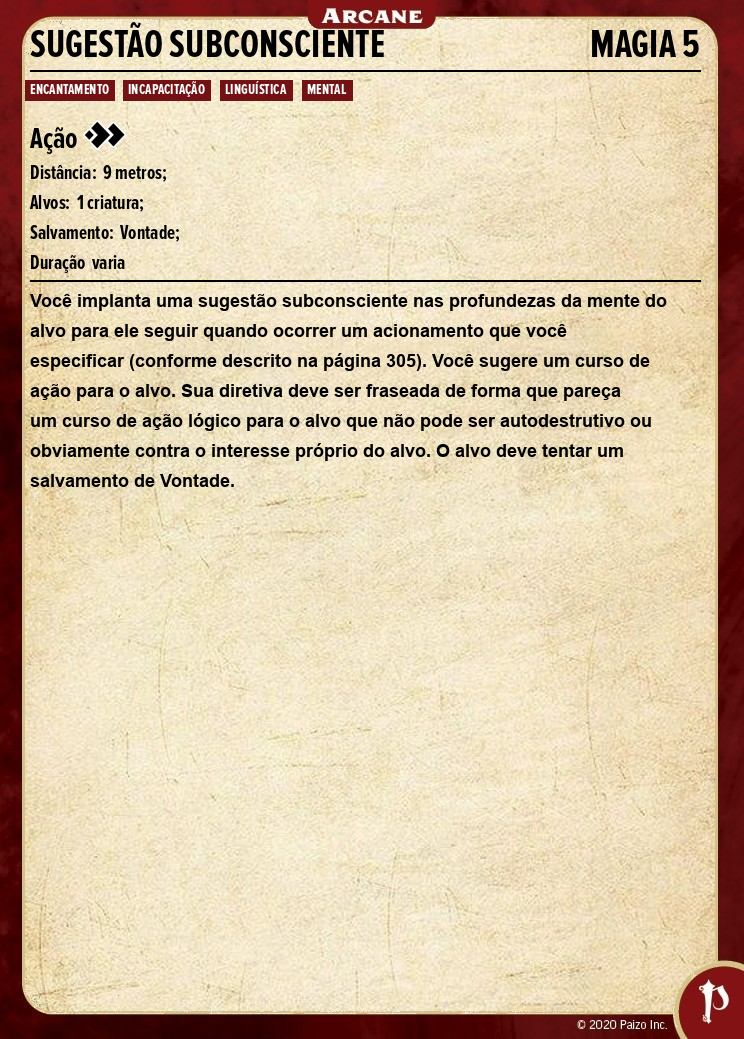 ARCANE
SUGESTÃO SUBCONSCIENTE MAGIA 5
ENCANTAMENTO INCAPACITAÇÃO LINGUÍSTICA MENTAL
Ação
Distância: 9 metros;
Alvos: 1 criatura;
Salvamento: Vontade;
Duração varia
Você implanta uma sugestão subconsciente nas profundezas da mente do
alvo para ele seguir quando ocorrer um acionamento que você
especificar (conforme descrito na página 305). Você sugere um curso de
ação para o alvo. Sua diretiva deve ser fraseada de forma que pareça
um curso de ação lógico para o alvo que não pode ser autodestrutivo ou
obviamente contra o interesse próprio do alvo. O alvo deve tentar um
salvamento de Vontade.
© 2020 Paizo Inc.
P